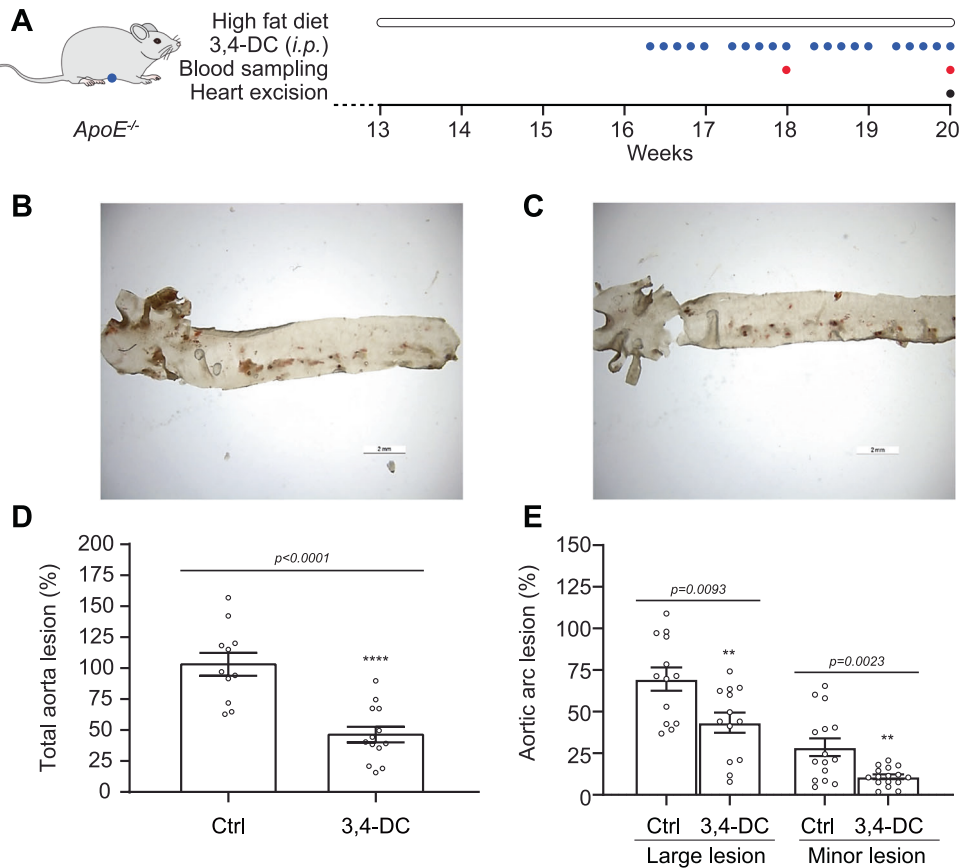 A
High fat diet
3,4-DC (i.p.)
Blood sampling
Heart excision
ApoE-/-
13 14 15 16 17 18 19 20
Weeks
B
C
2 mm
2 mm
D
Total aorta lesion (%)
200
175
150
125
100
75
50
25
0
p<0.0001
****
Ctrl 3,4-DC
E
Aortic arc lesion (%)
150
125
100
75
50
25
0
p=0.0093
**
p=0.0023
**
Ctrl 3,4-DC Ctrl 3,4-DC
Large lesion Minor lesion